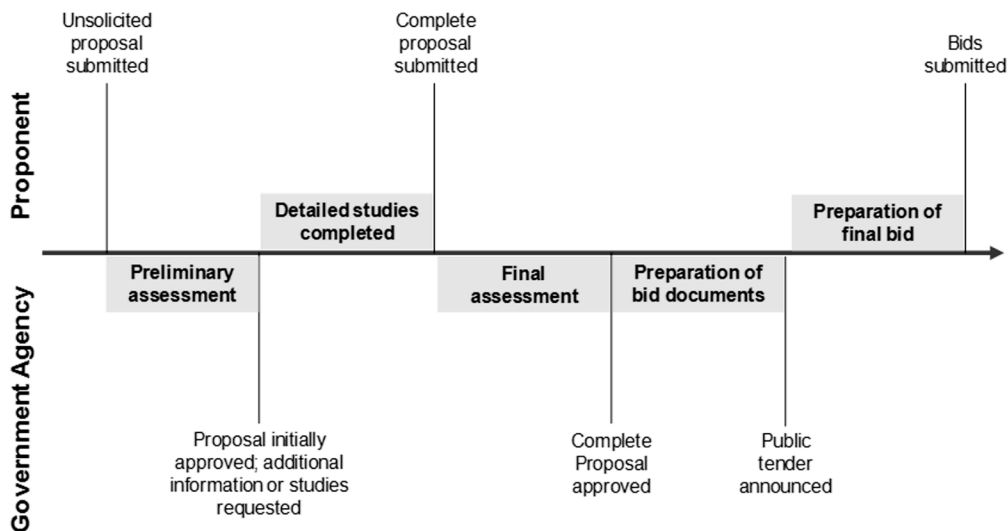 Unsolicited
proposal
submitted
Complete
proposal
submitted
Bids
submitted
Proponent
Detailed studies
completed
Preparation of
final bid
Preliminary
assessment
Final
assessment
Preparation of
bid documents
Government Agency
Proposal initially
approved; additional
information or studies
requested
Complete
Proposal
approved
Public
tender
announced